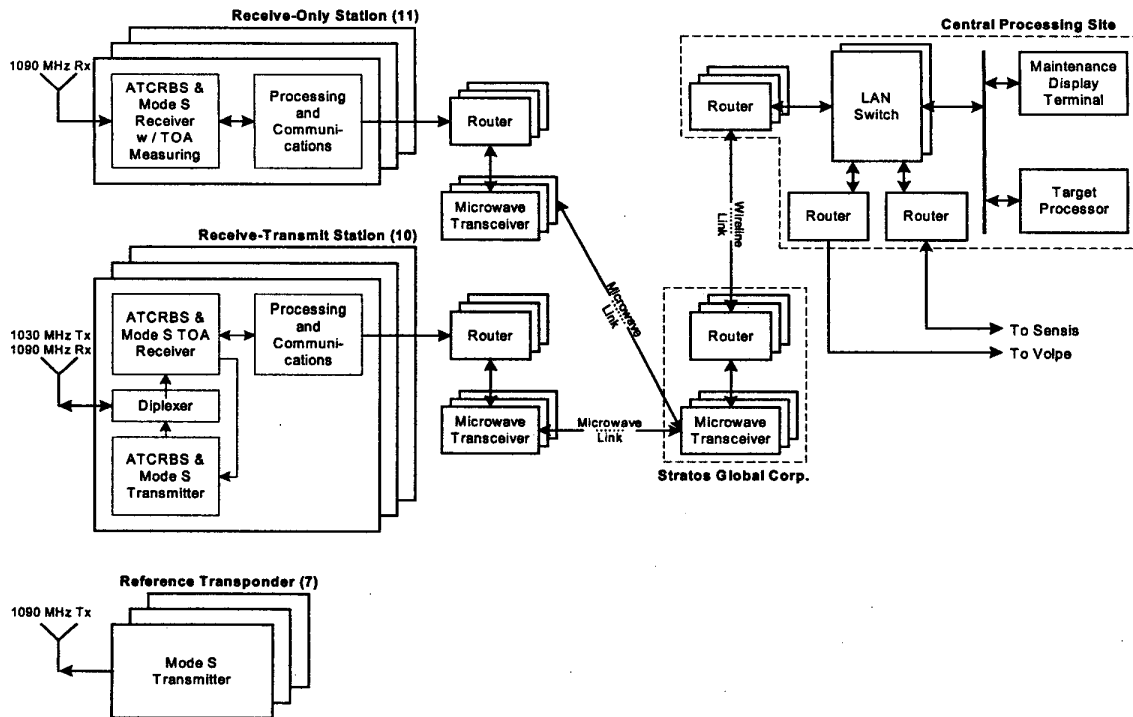 Receive-Only Station (11)
1090 MHz Rx
ATCRBS &
Mode S
Receiver
w / TOA
Measuring
Processing
and
Communi-
cations
Router
Microwave
Transceiver
Receive-Transmit Station (10)
1030 MHz Tx
1090 MHz Rx
ATCRBS &
Mode S TOA
Receiver
Processing
and
Communi-
cations
Diplexer
ATCRBS &
Mode S
Transmitter
Router
Microwave
Transceiver
Microwave
Link
Microwave
Link
Wireline
Link
Router
Microwave
Transceiver
Stratos Global Corp.
Central Processing Site
Router
LAN
Switch
Maintenance
Display
Terminal
Target
Processor
Router
Router
To Sensis
To Volpe
Reference Transponder (7)
1090 MHz Tx
Mode S
Transmitter